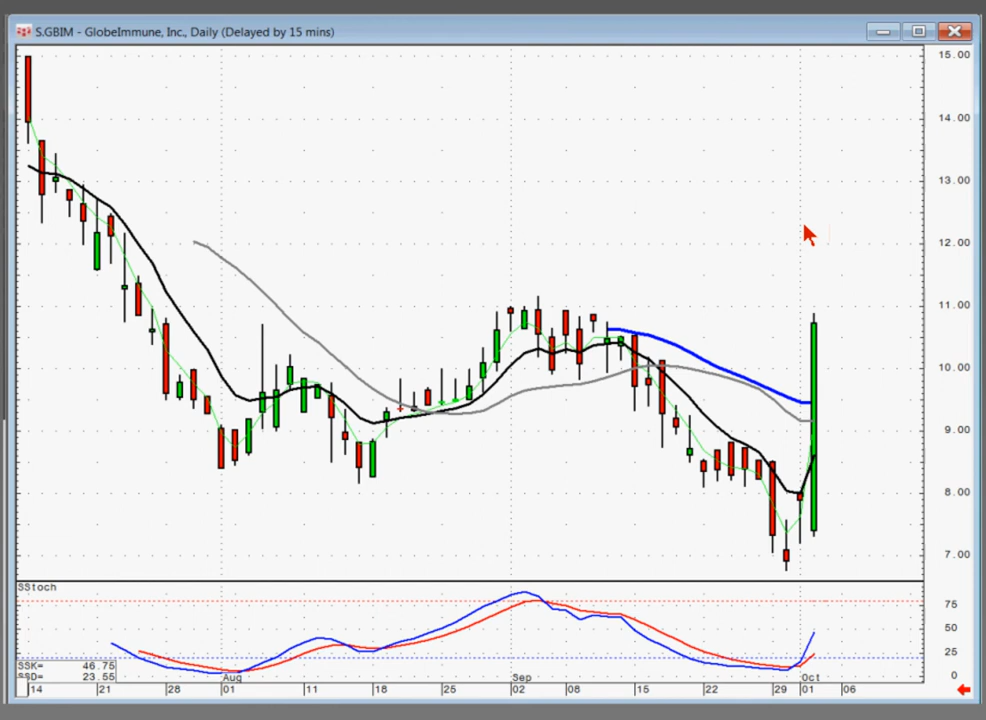 S.GBIM - GlobeImmune, Inc., Daily (Delayed by 15 mins)
15.00
14.00
13.00
12.00
11.00
10.00
9.00
8.00
7.00
SStoch
75
50
25
0
SSK= 46.75
SSD= 23.55
Aug Sep Oct
14 21 28 01 11 18 25 02 08 15 22 29 01 06